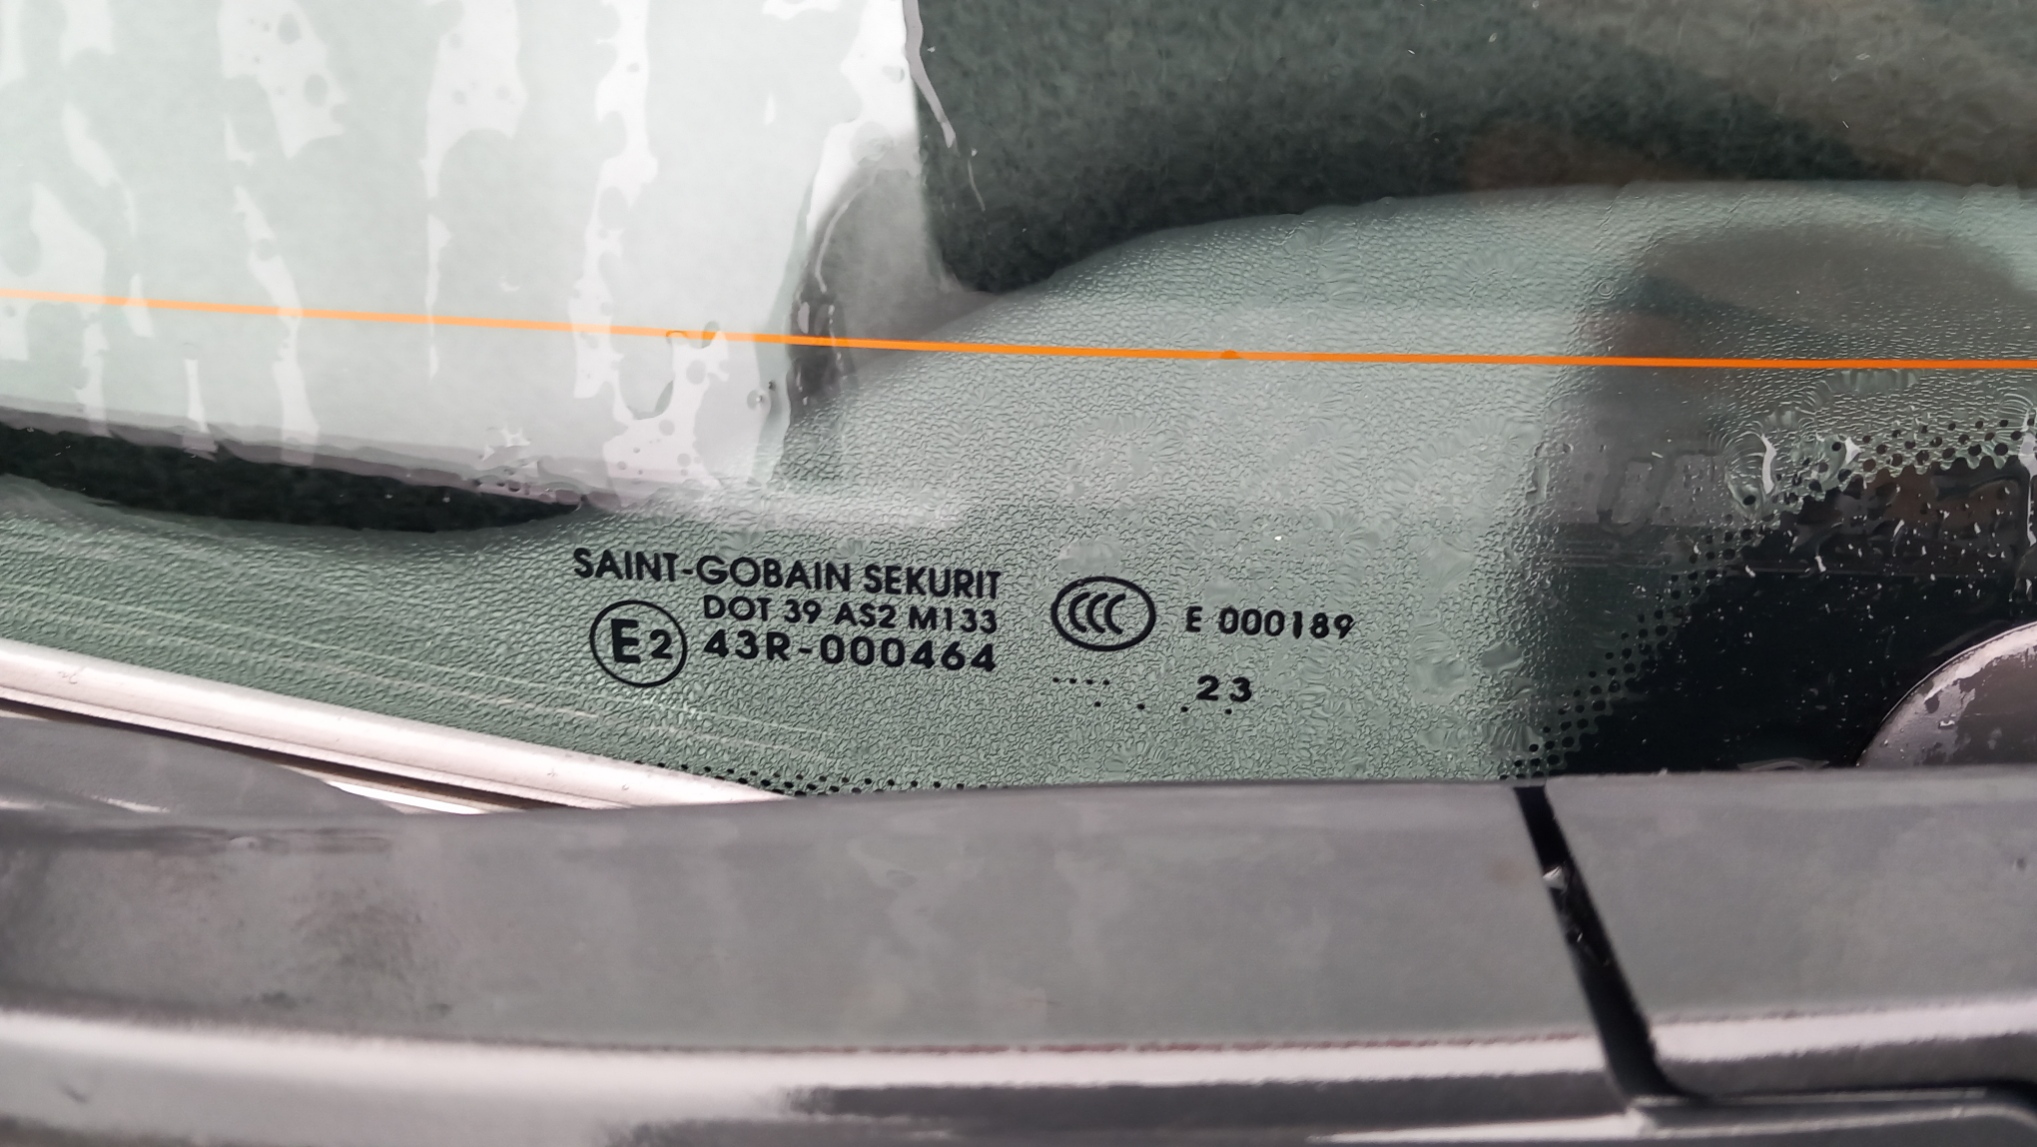 SAINT-GOBAIN SEKURIT
DOT 39 AS2 M133
E2 43R-000464
CCC E 000189
.... 23
. . . .